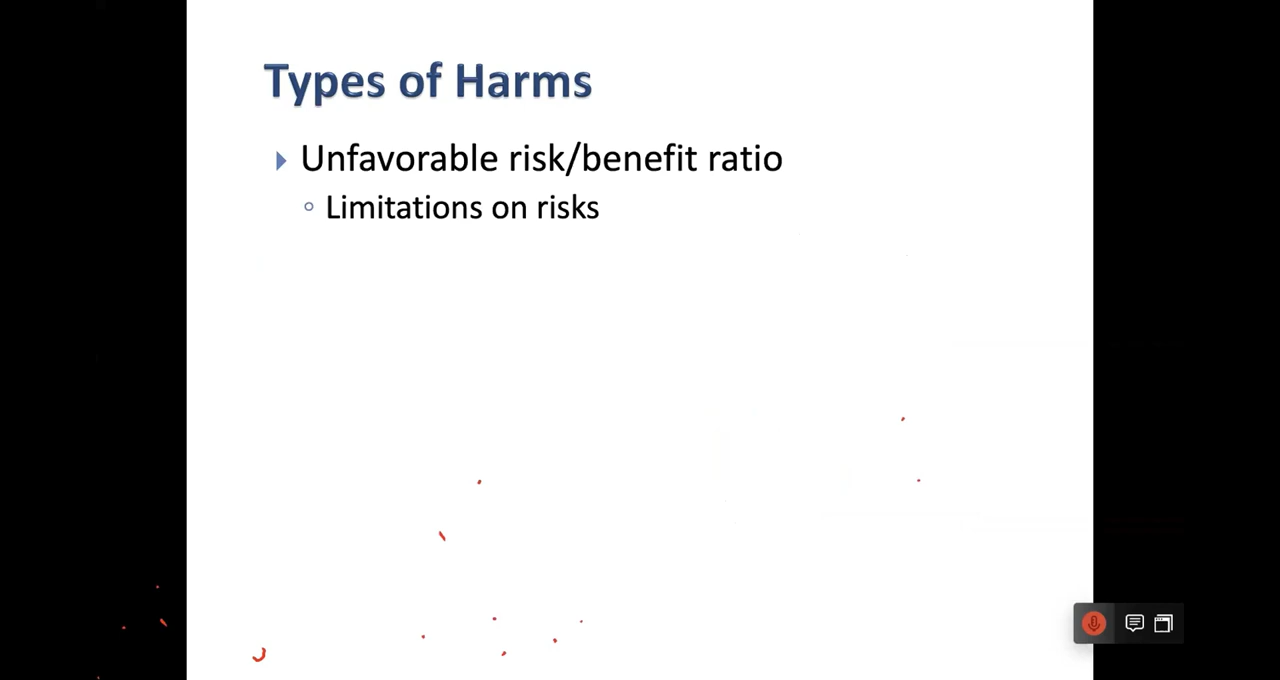 Types of Harms
Unfavorable risk/benefit ratio
Limitations on risks